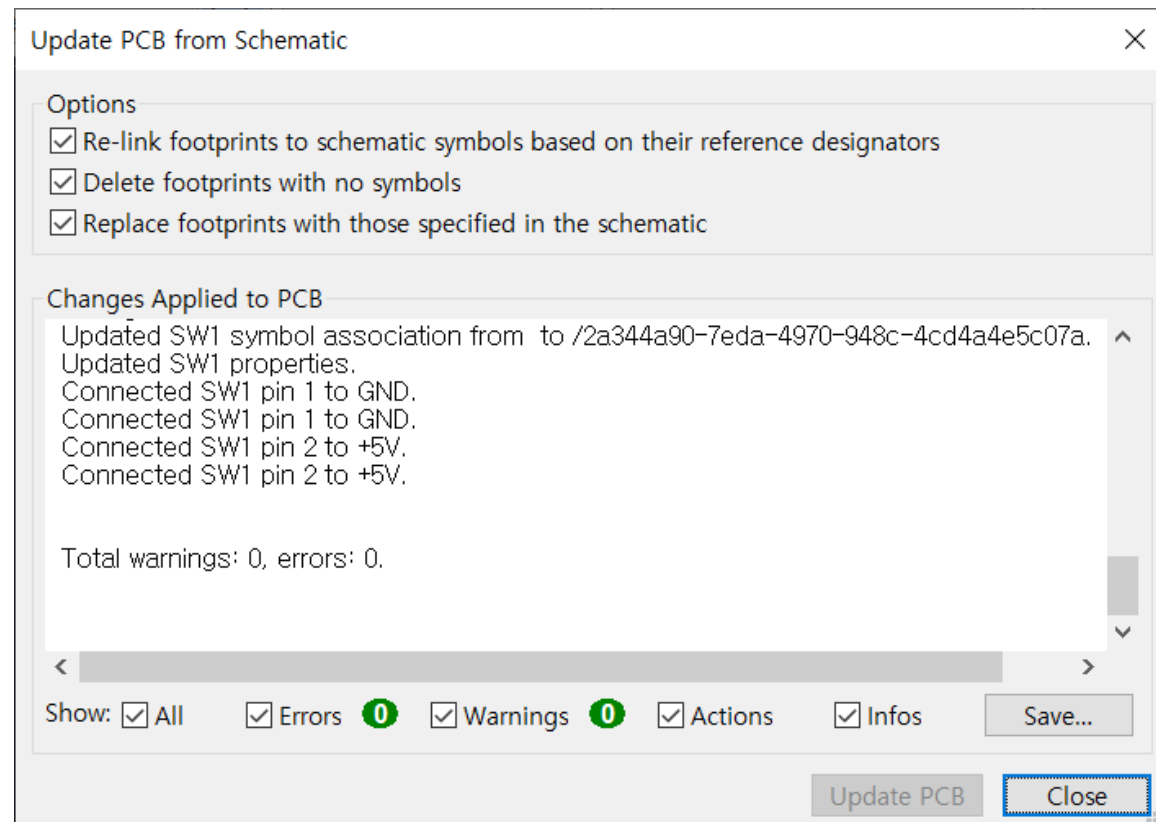 Update PCB from Schematic
Options
Re-link footprints to schematic symbols based on their reference designators
Delete footprints with no symbols
Replace footprints with those specified in the schematic
Changes Applied to PCB
Updated SW1 symbol association from  to /2a344a90-7eda-4970-948c-4cd4a4e5c07a.
Updated SW1 properties.
Connected SW1 pin 1 to GND.
Connected SW1 pin 1 to GND.
Connected SW1 pin 2 to +5V.
Connected SW1 pin 2 to +5V.
Total warnings: 0, errors: 0.
Show: All Errors 0 Warnings 0 Actions Infos Save...
Update PCB Close